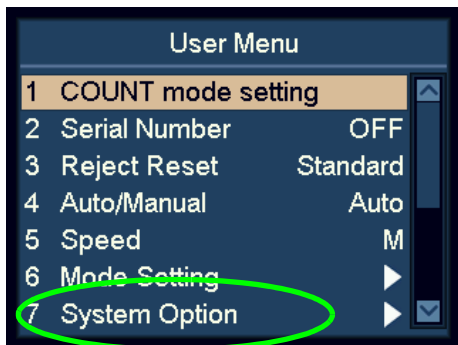 User Menu
1 COUNT mode setting
2 Serial Number OFF
3 Reject Reset Standard
4 Auto/Manual Auto
5 Speed M
6 Mode Setting
7 System Option